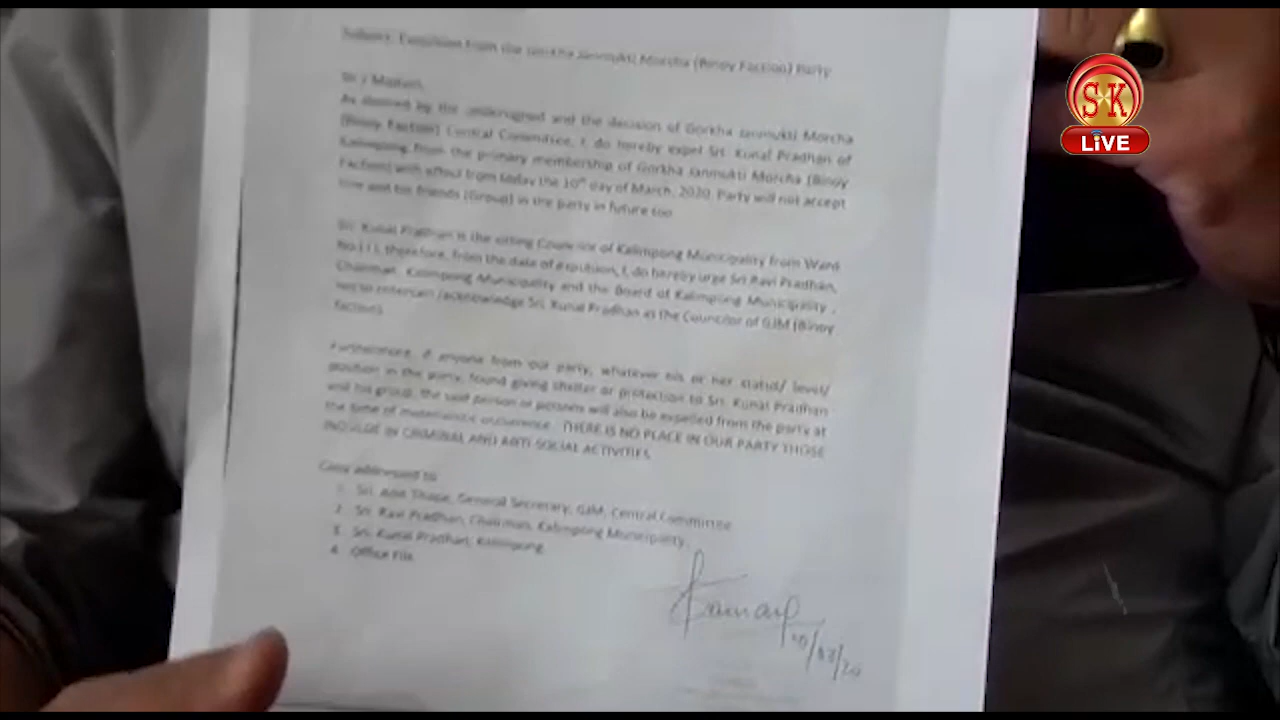 Subject: Expulsion from the Gorkha Janmukti Morcha (Binoy Faction) Party
Sir / Madam,
As desired by the undersigned and the decision of Gorkha Janmukti Morcha
(Binoy Faction) Central Committee, I, do hereby expel Sri. Kunal Pradhan of
Kalimpong from the primary membership of Gorkha Janmukti Morcha (Binoy
Faction) with effect from today the 10th day of March, 2020. Party will not accept
him and his friends (Group) in the party in future too.
Sri. Kunal Pradhan is the sitting Councilor of Kalimpong Municipality from Ward
therefore, from the date of expulsion, I, do hereby urge Sri Ravi Pradhan,
Chairman, Kalimpong Municipality and the Board of Kalimpong Municipality ,
not to entertain /acknowledge Sri. Kunal Pradhan as the Councilor of GJM (Binoy
faction).
Furthermore, if anyone from our party, whatever his or her statut/ level/
position in the party, found giving shelter or protection to Sri. Kunal Pradhan
and his group, the said person or persons will also be expelled from the party at
the time of occurrence. THERE IS NO PLACE IN OUR PARTY THOSE
INDULGE IN CRIMINAL AND ANTI SOCIAL ACTIVITIES
Copy addressed to
1. Sri. Anit Thapa, General Secretary, GJM, Central Committee
2. Sri. Ravi Pradhan, Chairman, Kalimpong Municipality,
3. Sri. Kunal Pradhan, Kalimpong
4. Office File
10/03/20
SK
LiVE